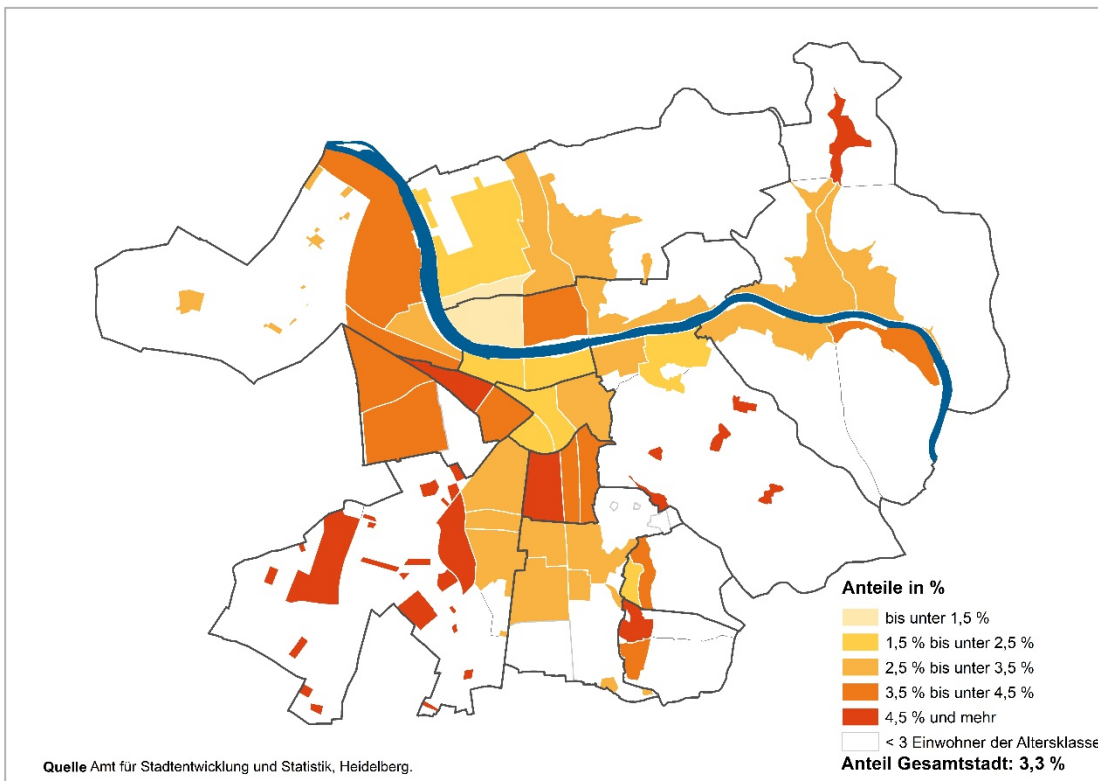 Anteile in %
bis unter 1,5 %
1,5 % bis unter 2,5 %
2,5 % bis unter 3,5 %
3,5 % bis unter 4,5 %
4,5 % und mehr
< 3 Einwohner der Altersklasse
Anteil Gesamtstadt: 3,3 %
Quelle Amt für Stadtentwicklung und Statistik, Heidelberg.